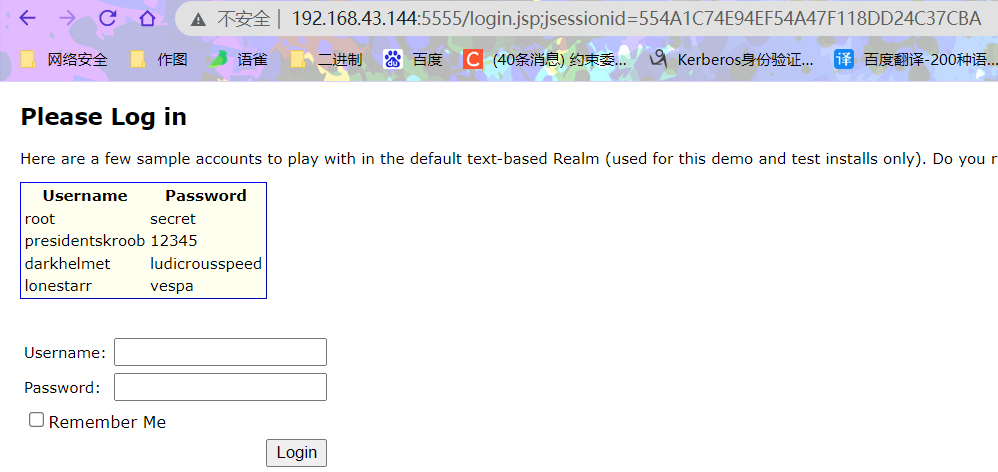 不安全 | 192.168.43.144:5555/login.jsp;jsessionid=554A1C74E94EF54A47F118DD24C37CBA
网络安全 作图 语雀 二进制 百度 C (40条消息) 约束委... Kerberos身份验证... 译 百度翻译-200种语...
Please Log in
Here are a few sample accounts to play with in the default text-based Realm (used for this demo and test installs only). Do you r
Username Password
root secret
presidentskroob 12345
darkhelmet ludicrousspeed
lonestarr vespa
Username:
Password:
Remember Me
Login